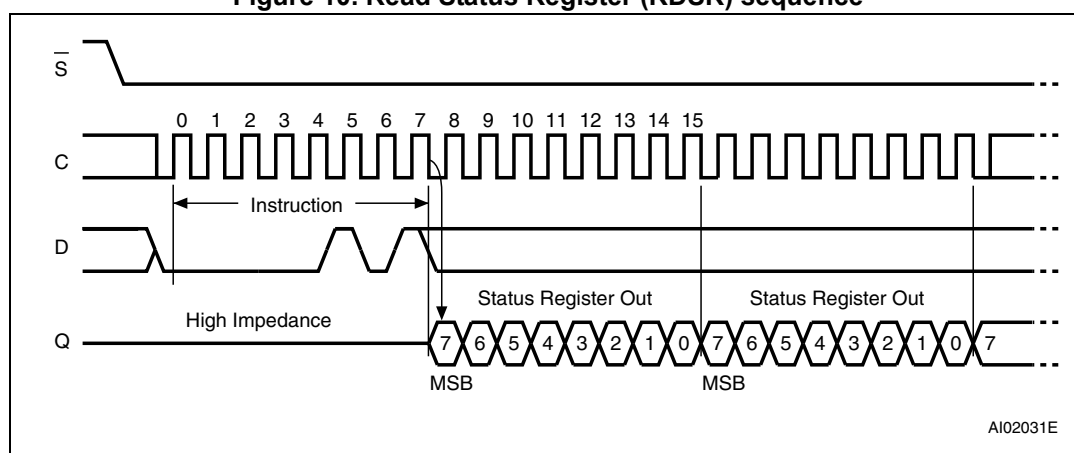 Figure 10. Read Status Register (RDSR) sequence
S
0 1 2 3 4 5 6 7 8 9 10 11 12 13 14 15
C
Instruction
D
Status Register Out Status Register Out
High Impedance
Q
7 6 5 4 3 2 1 0 7 6 5 4 3 2 1 0 7
MSB MSB
AI02031E